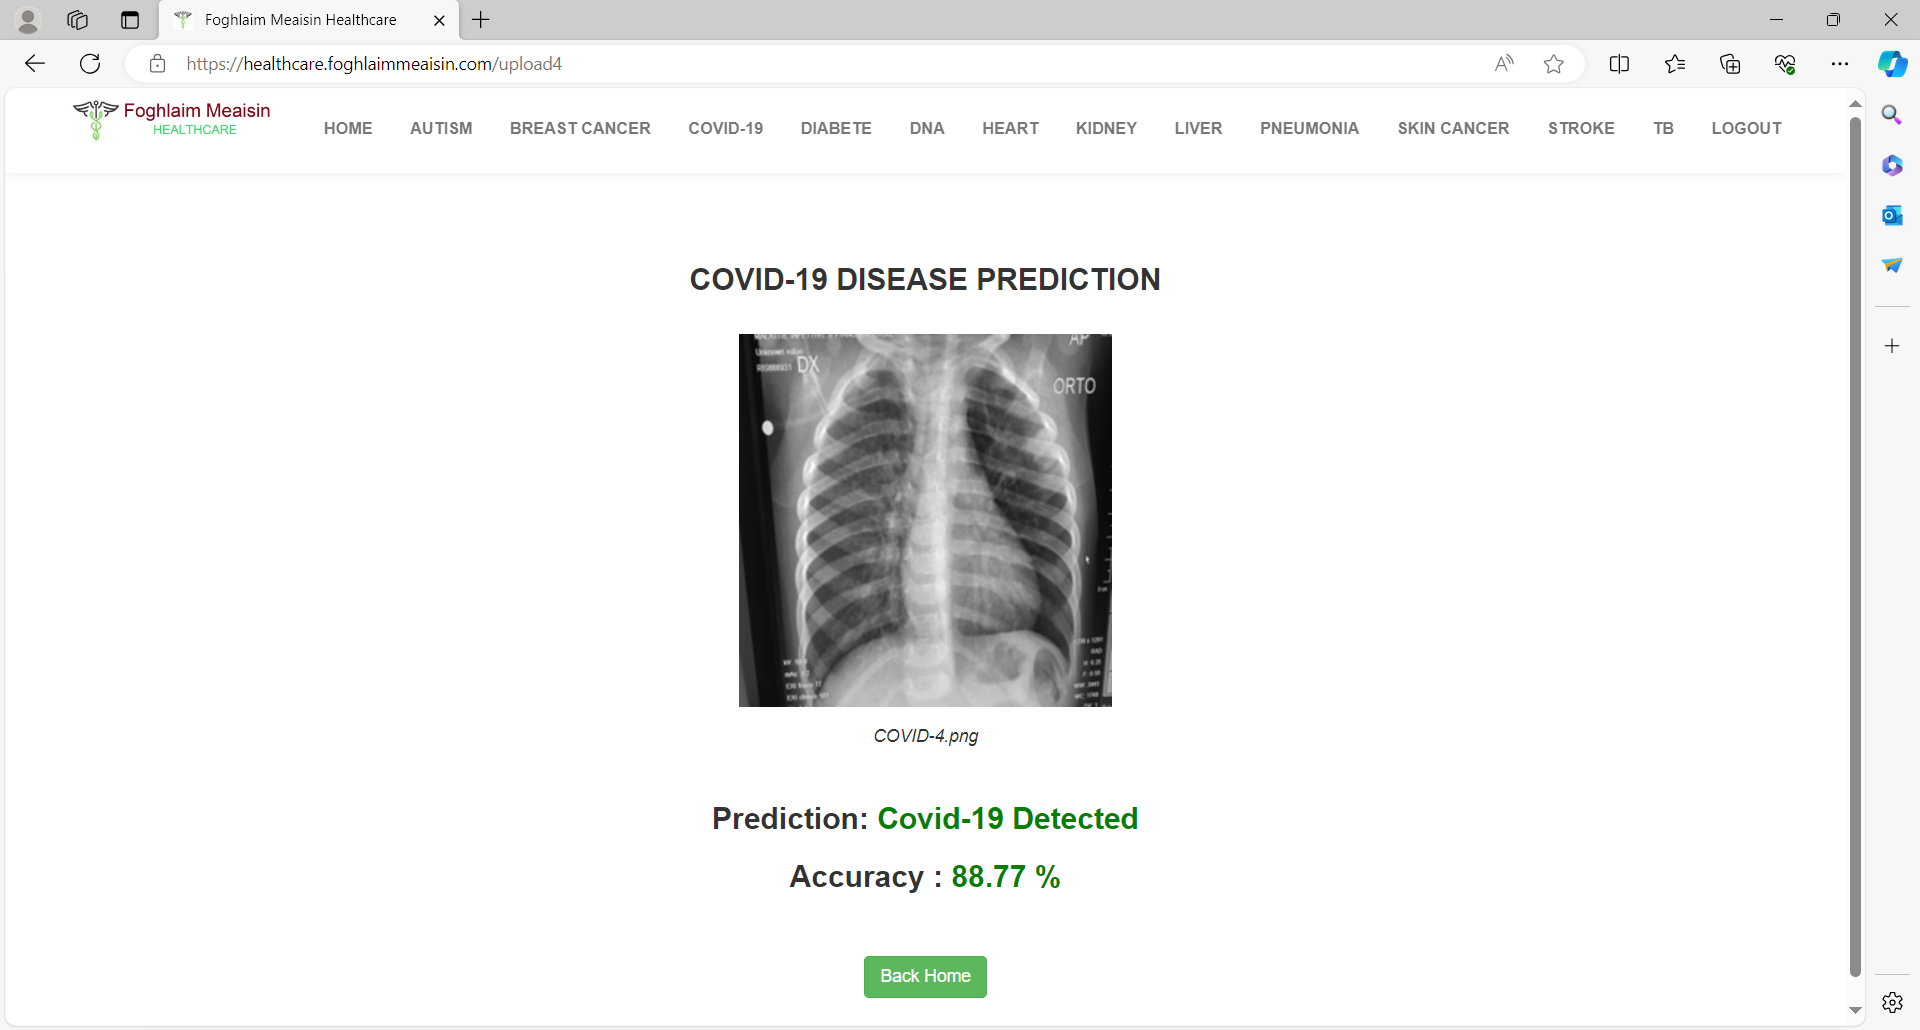 Foghlaim Meaisin Healthcare
https://healthcare.foghlaimmeaisin.com/upload4
Foghlaim Meaisin
HEALTHCARE
HOME AUTISM BREAST CANCER COVID-19 DIABETE DNA HEART KIDNEY LIVER PNEUMONIA SKIN CANCER STROKE TB LOGOUT
COVID-19 DISEASE PREDICTION
AP
Unknown
DX
ORTO
COVID-4.png
Prediction: Covid-19 Detected
Accuracy : 88.77 %
Back Home